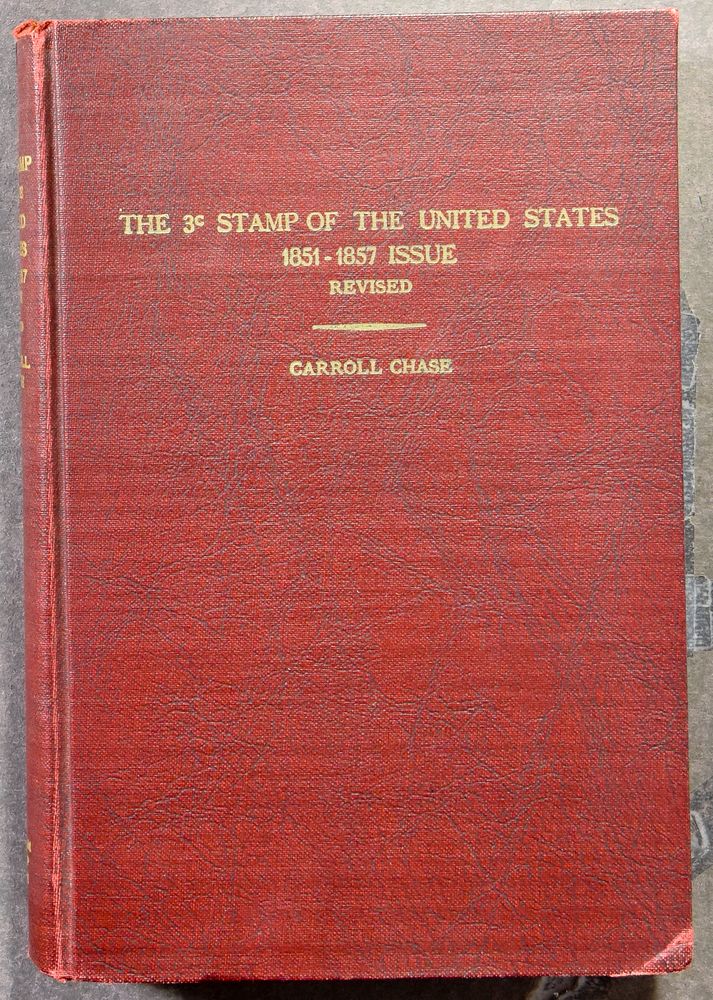 THE 3c STAMP OF THE UNITED STATES
1851-1857 ISSUE
REVISED
CARROLL CHASE